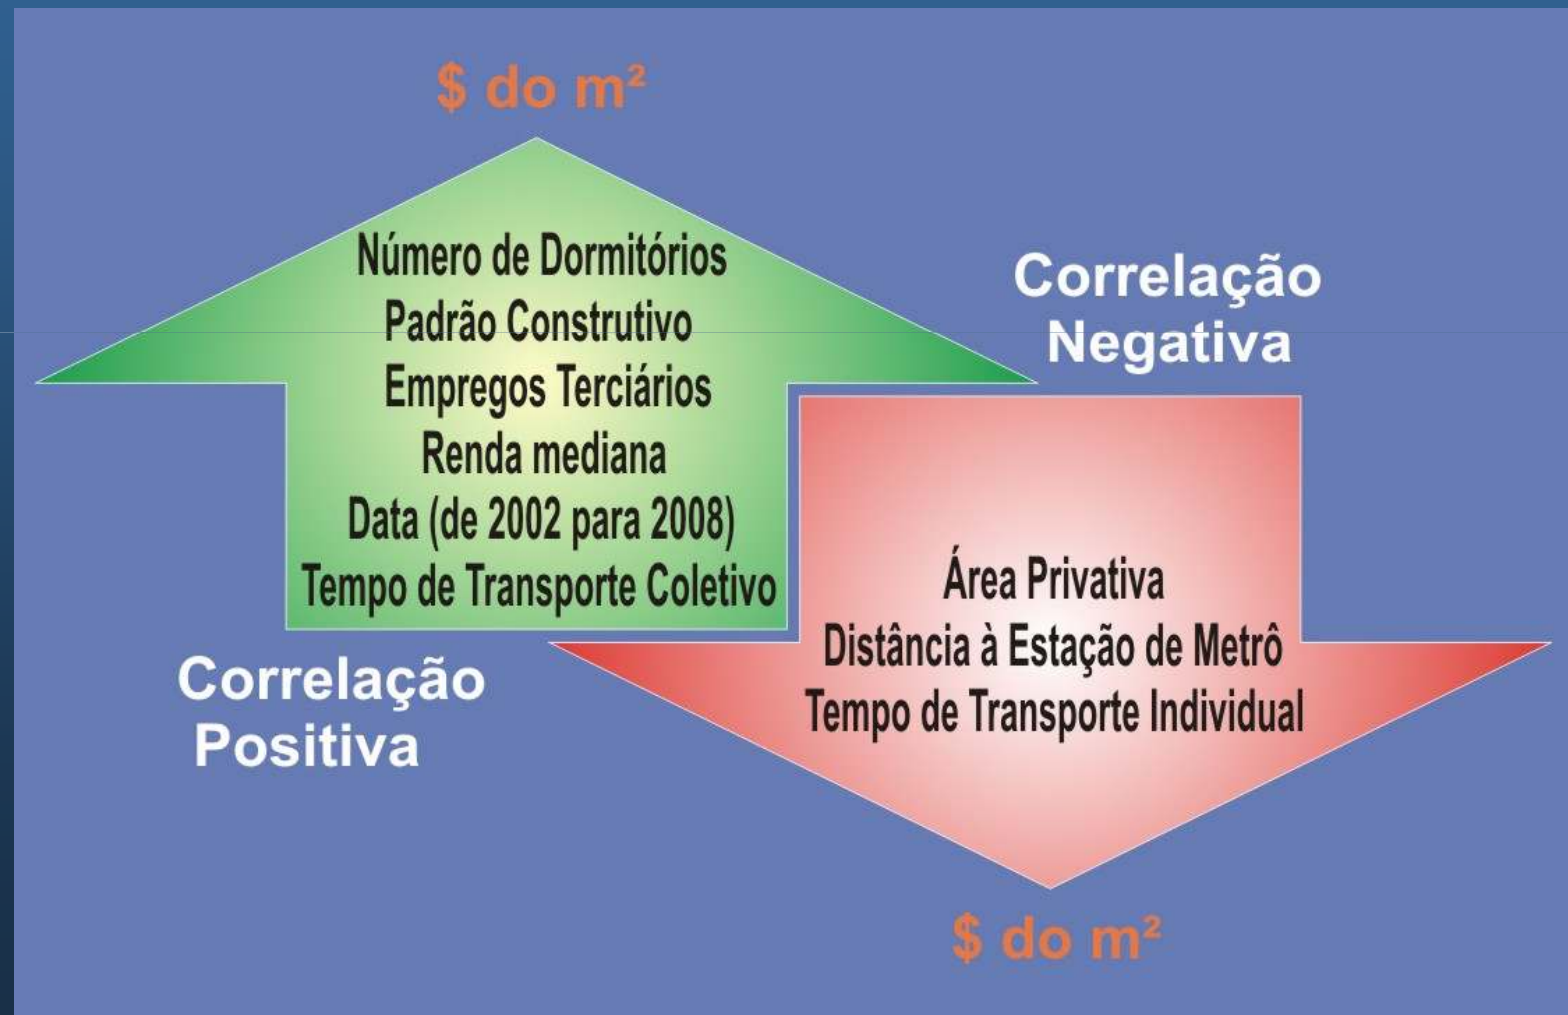 $ do m²
Número de Dormitórios
Padrão Construtivo
Empregos Terciários
Renda mediana
Data (de 2002 para 2008)
Tempo de Transporte Coletivo
Correlação
Positiva
Correlação
Negativa
Área Privativa
Distância à Estação de Metrô
Tempo de Transporte Individual
$ do m²